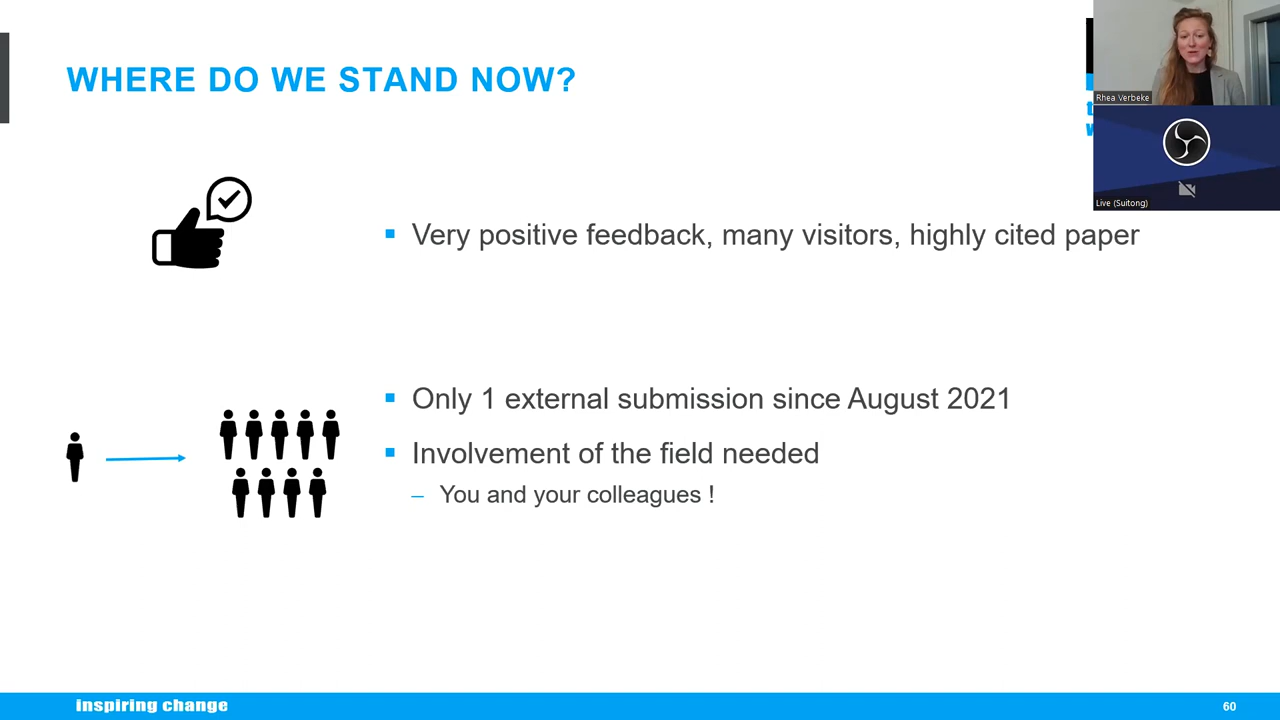 WHERE DO WE STAND NOW?
Rhea Verbeke
Live (Suitong)
Very positive feedback, many visitors, highly cited paper
Only 1 external submission since August 2021
Involvement of the field needed
– You and your colleagues !
inspiring change
60